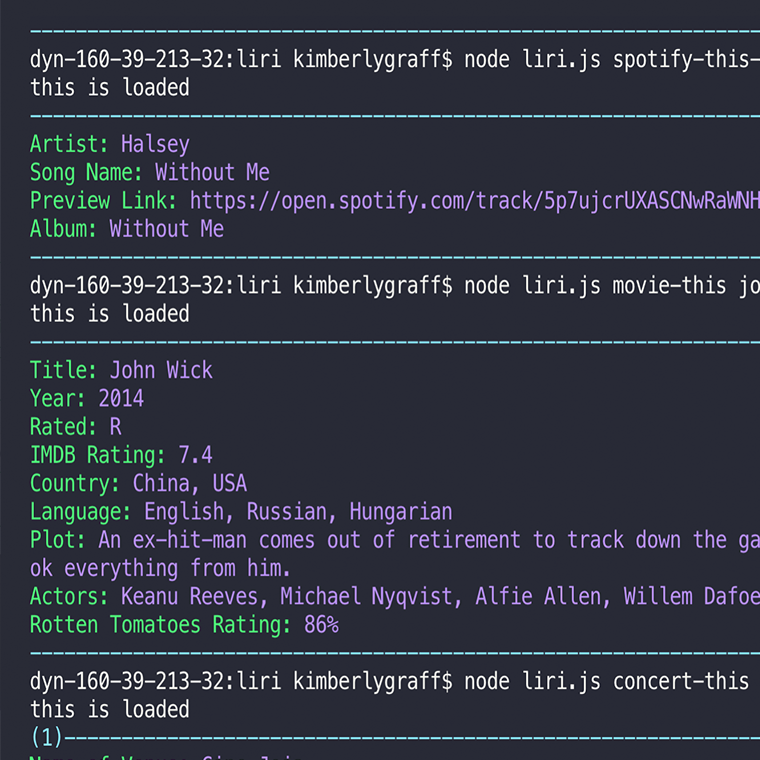 dyn-160-39-213-32:liri kimberlygraff$ node liri.js spotify-this-
this is loaded
Artist: Halsey
Song Name: Without Me
Preview Link: https://open.spotify.com/track/5p7ujcrUXASCNwRaWNH
Album: Without Me
dyn-160-39-213-32:liri kimberlygraff$ node liri.js movie-this jo
this is loaded
Title: John Wick
Year: 2014
Rated: R
IMDB Rating: 7.4
Country: China, USA
Language: English, Russian, Hungarian
Plot: An ex-hit-man comes out of retirement to track down the ga
ok everything from him.
Actors: Keanu Reeves, Michael Nyqvist, Alfie Allen, Willem Dafoe
Rotten Tomatoes Rating: 86%
dyn-160-39-213-32:liri kimberlygraff$ node liri.js concert-this
this is loaded
(1)